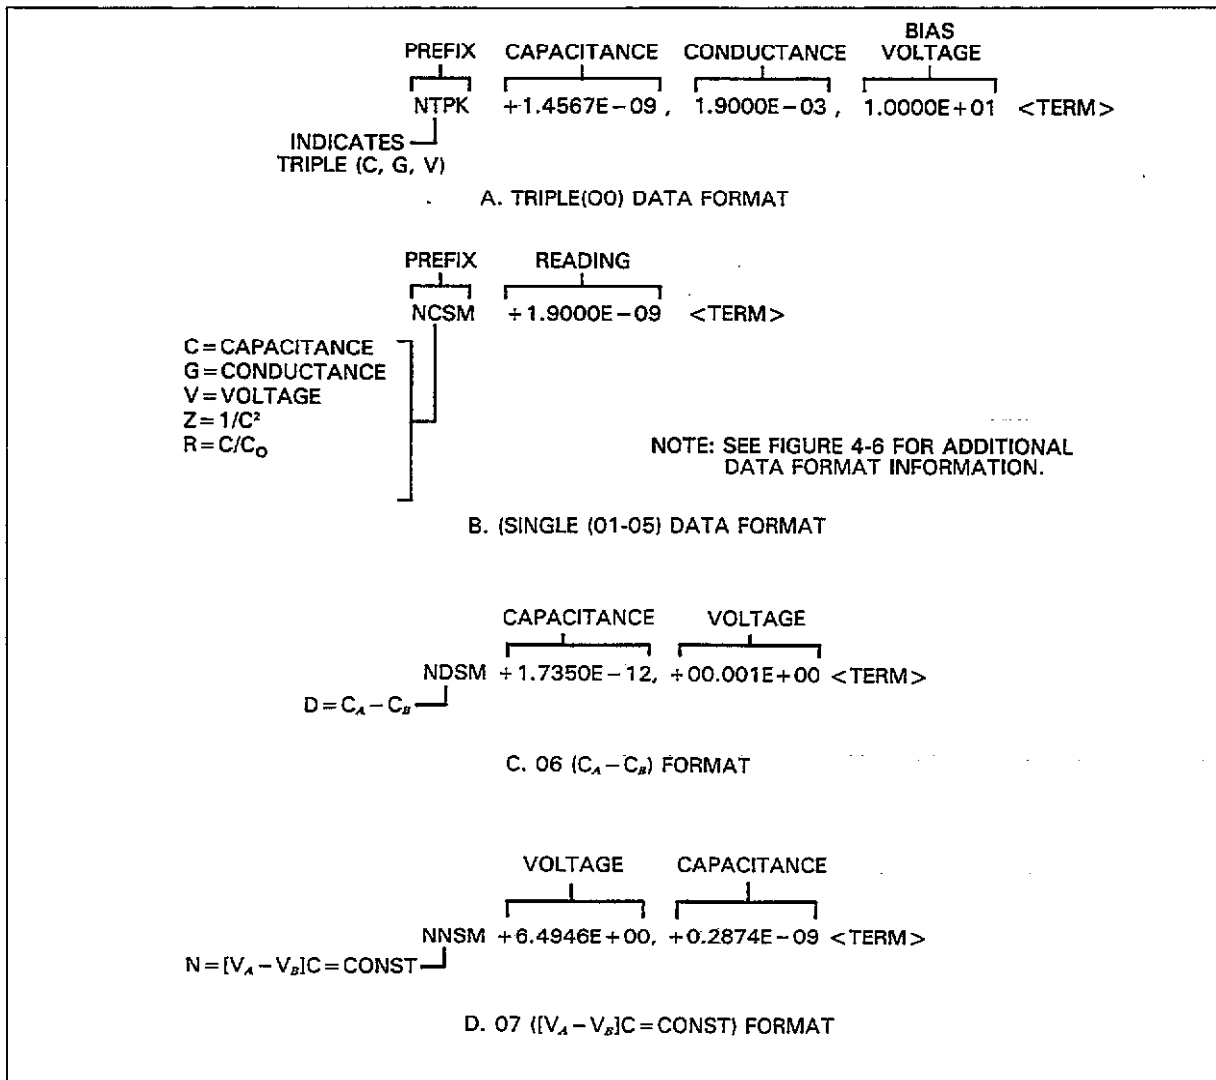 BIAS
PREFIX CAPACITANCE CONDUCTANCE VOLTAGE
NTPK +1.4567E−09 , 1.9000E−03 , 1.0000E+01 <TERM>
INDICATES
TRIPLE (C, G, V)
A. TRIPLE(OO) DATA FORMAT
PREFIX READING
NCSM +1.9000E−09 <TERM>
C=CAPACITANCE
G=CONDUCTANCE
V=VOLTAGE
Z=1/C²
R=C/C₀
NOTE: SEE FIGURE 4-6 FOR ADDITIONAL
DATA FORMAT INFORMATION.
B. (SINGLE (01-05) DATA FORMAT
CAPACITANCE VOLTAGE
NDSM +1.7350E−12, +00.001E+00 <TERM>
D=C_A−C_B
C. 06 (C_A−C_B) FORMAT
VOLTAGE CAPACITANCE
NNSM +6.4946E+00, +0.2874E−09 <TERM>
N=[V_A−V_B]C=CONST
D. 07 ([V_A−V_B]C=CONST) FORMAT